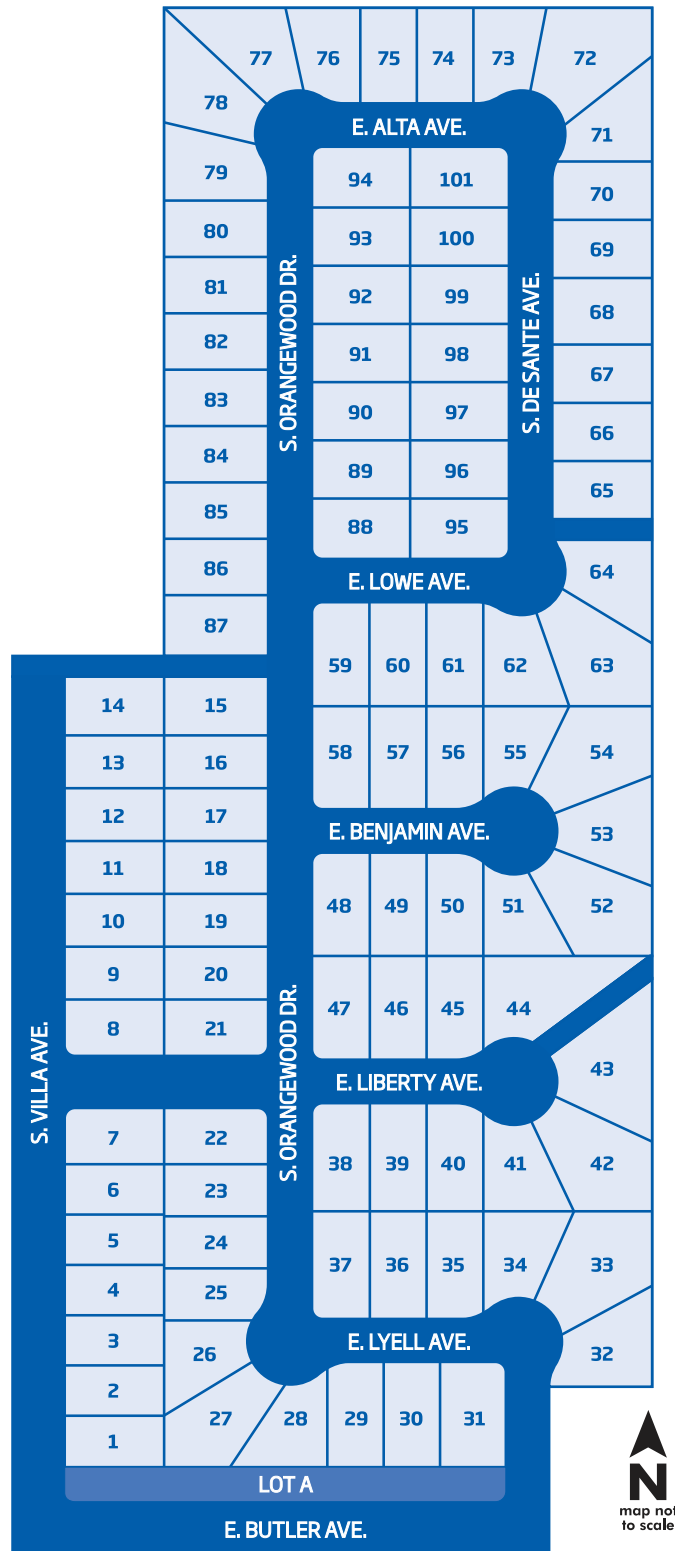 77 76 75 74 73 72
78
E. ALTA AVE.
71
79
94 101
70
80
93 100
69
81
92 99
68
S. ORANGEWOOD DR.
S. DE SANTE AVE.
82
91 98
67
83
90 97
66
84
89 96
65
85
88 95
86
E. LOWE AVE.
64
87
59 60 61 62 63
14 15
13 16
58 57 56 55 54
12 17
E. BENJAMIN AVE.
53
11 18
10 19
48 49 50 51 52
9 20
8 21
47 46 45 44
S. VILLA AVE.
S. ORANGEWOOD DR.
E. LIBERTY AVE.
43
7 22
38 39 40 41 42
6 23
5 24
4 25
37 36 35 34 33
3 26
E. LYELL AVE.
32
2
1 27 28 29 30 31
LOT A
E. BUTLER AVE.
N
map not
to scale